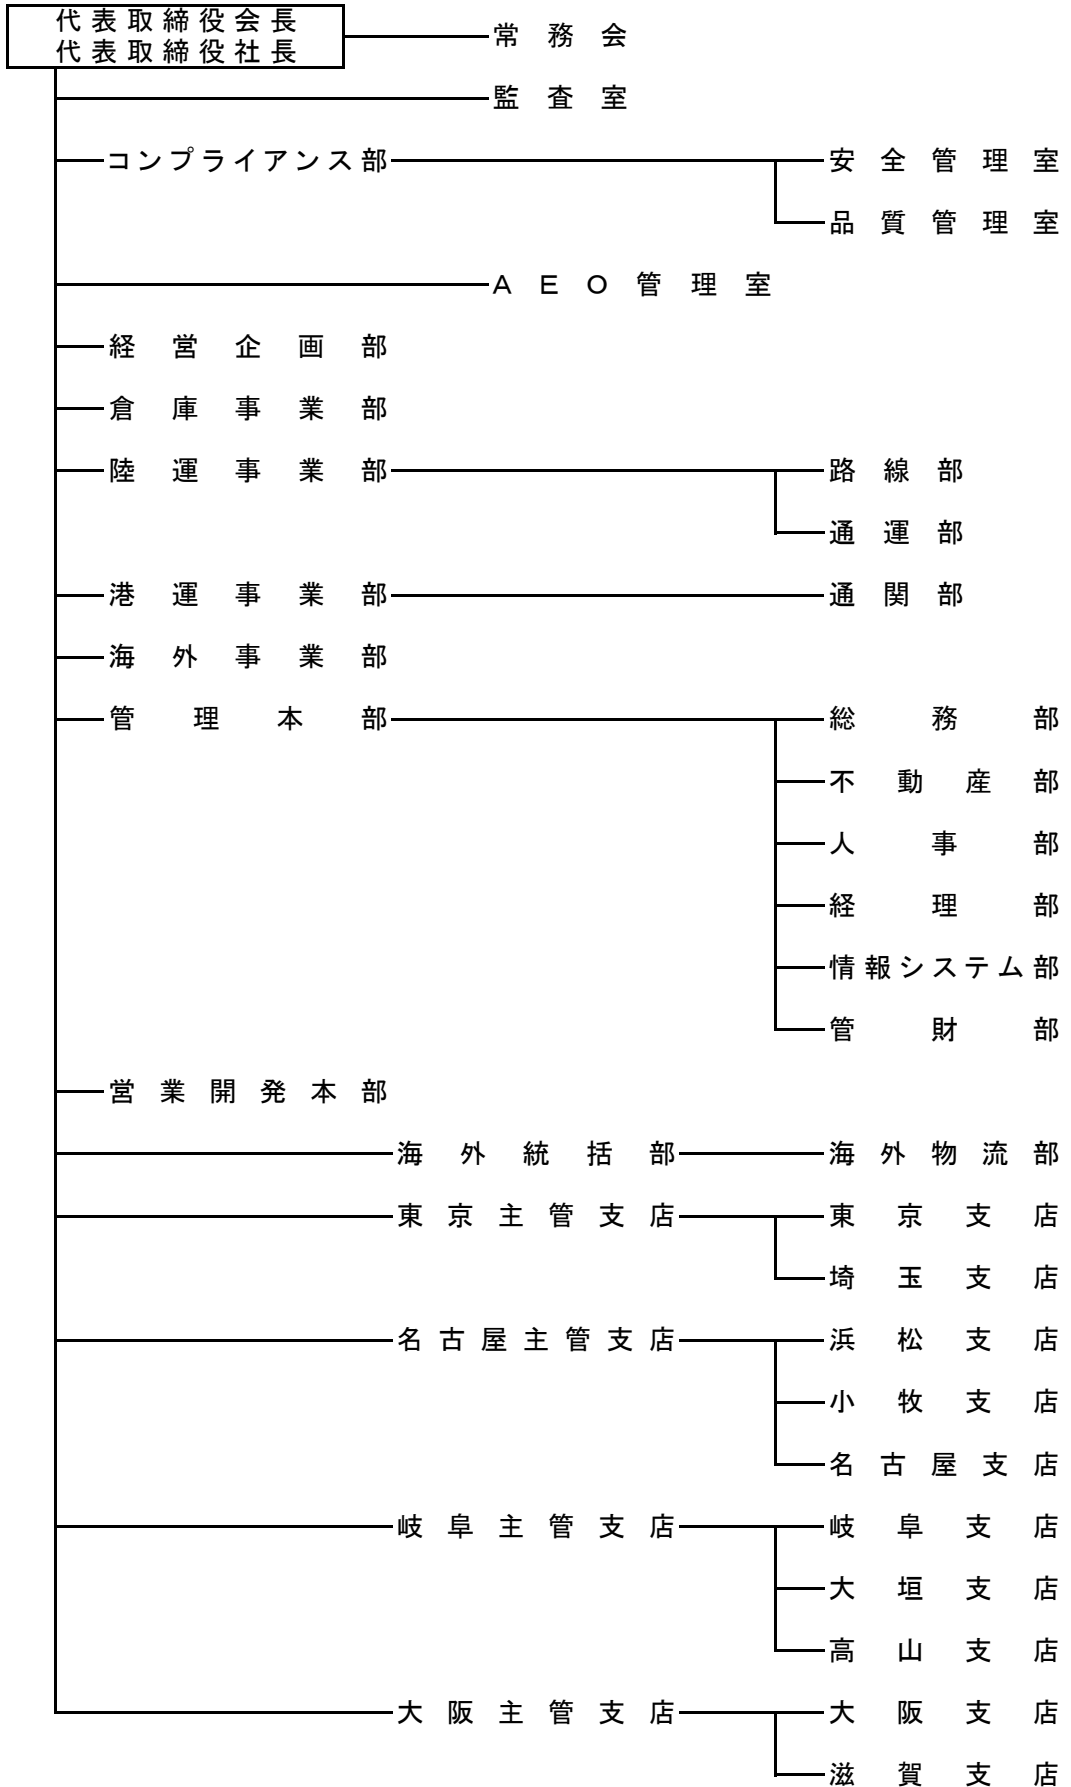 代表取締役会長
代表取締役社長
常務会
監査室
コンプライアンス部 安全管理室
品質管理室
AEO管理室
経営企画部
倉庫事業部
陸運事業部 路線部
通運部
港運事業部 通関部
海外事業部
管理本部 総務部
不動産部
人事部
経理部
情報システム部
管財部
営業開発本部
海外統括部 海外物流部
東京主管支店 東京支店
埼玉支店
名古屋主管支店 浜松支店
小牧支店
名古屋支店
岐阜主管支店 岐阜支店
大垣支店
高山支店
大阪主管支店 大阪支店
滋賀支店